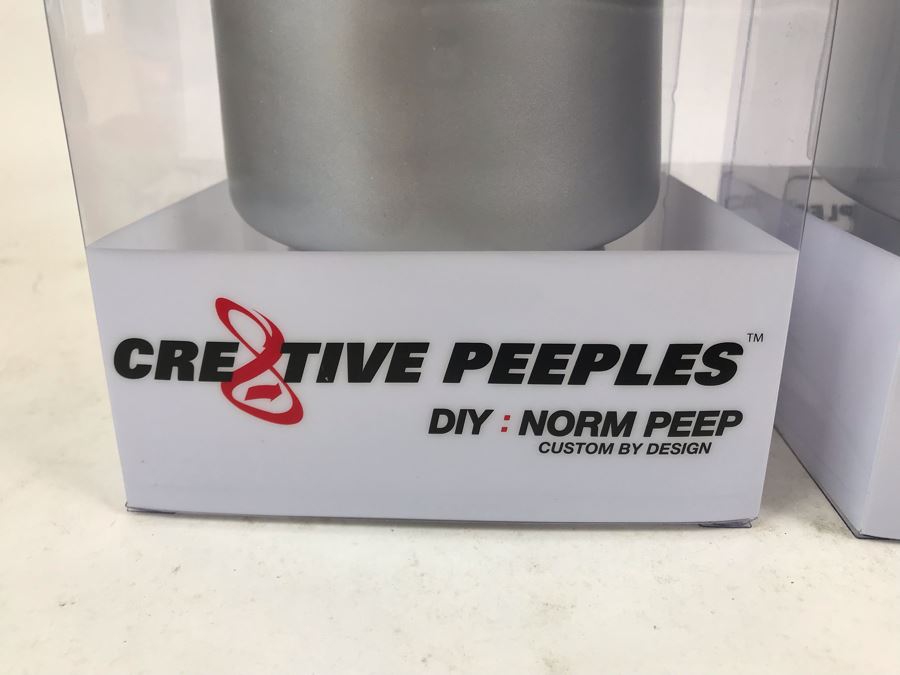 CRE8TIVE PEEPLES™
DIY : NORM PEEP
CUSTOM BY DESIGN